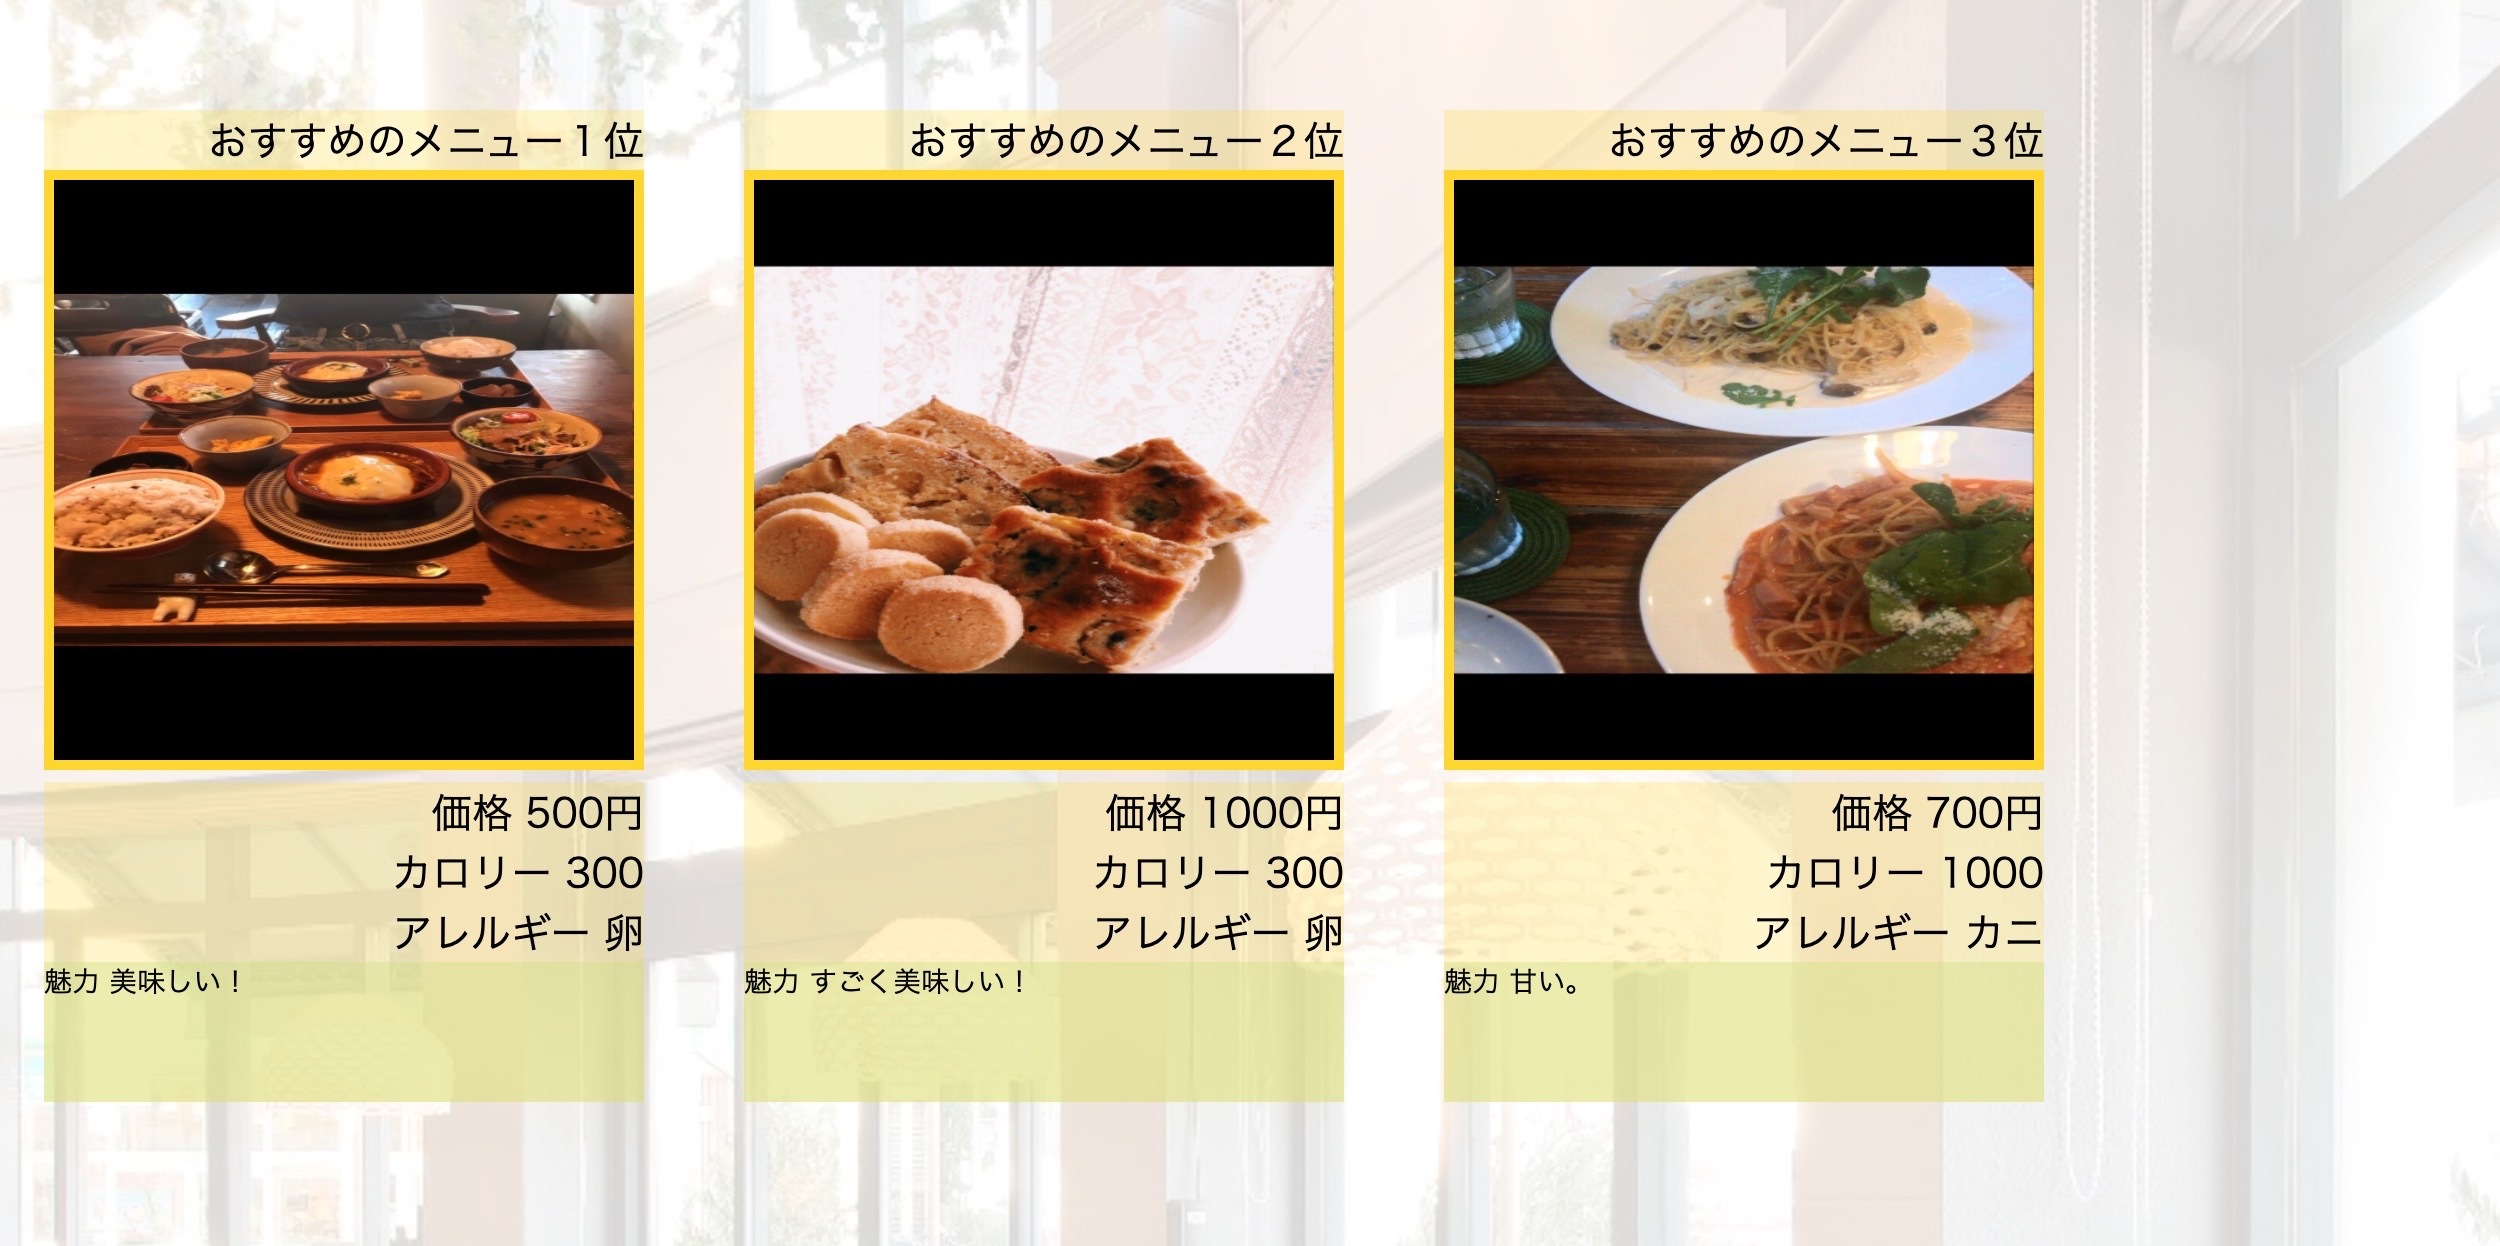 おすすめのメニュー１位
価格 500円
カロリー 300
アレルギー 卵
魅力 美味しい！
おすすめのメニュー２位
価格 1000円
カロリー 300
アレルギー 卵
魅力 すごく美味しい！
おすすめのメニュー３位
価格 700円
カロリー 1000
アレルギー カニ
魅力 甘い。